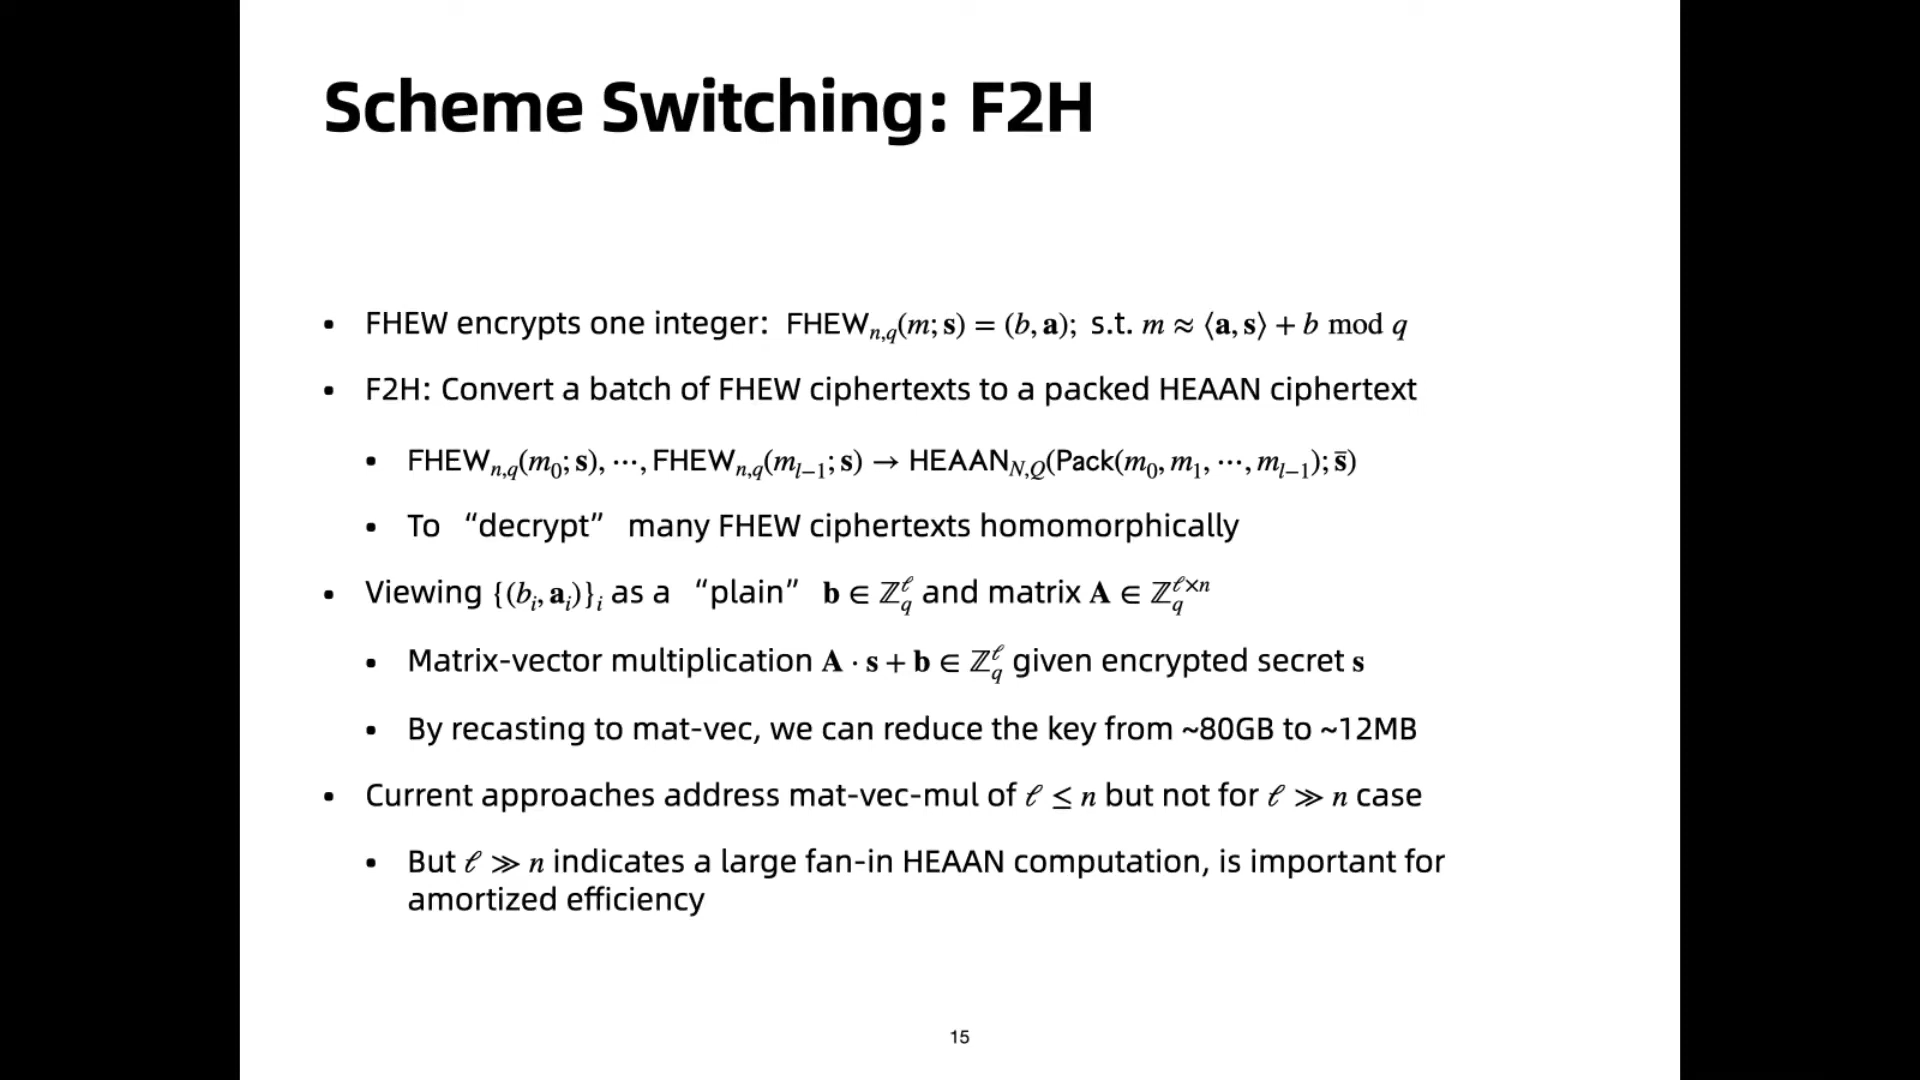 Scheme Switching: F2H
• FHEW encrypts one integer: FHEWₙ,q(m; 𝐬) = (b, 𝐚); s.t. m ≈ ⟨𝐚, 𝐬⟩ + b mod q
• F2H: Convert a batch of FHEW ciphertexts to a packed HEAAN ciphertext
• FHEW_{n,q}(m₀; 𝐬), ⋯, FHEW_{n,q}(m_{l−1}; 𝐬) → HEAAN_{N,Q}(Pack(m₀, m₁, ⋯, m_{l−1}); 𝐬̄)
• To “decrypt” many FHEW ciphertexts homomorphically
• Viewing {(b_i, 𝐚_i)}_i as a “plain” 𝐛 ∈ ℤ_q^ℓ and matrix 𝐀 ∈ ℤ_q^{ℓ×n}
• Matrix-vector multiplication 𝐀 · 𝐬 + 𝐛 ∈ ℤ_q^ℓ given encrypted secret 𝐬
• By recasting to mat-vec, we can reduce the key from ~80GB to ~12MB
• Current approaches address mat-vec-mul of ℓ ≤ n but not for ℓ ≫ n case
• But ℓ ≫ n indicates a large fan-in HEAAN computation, is important for
amortized efficiency
15